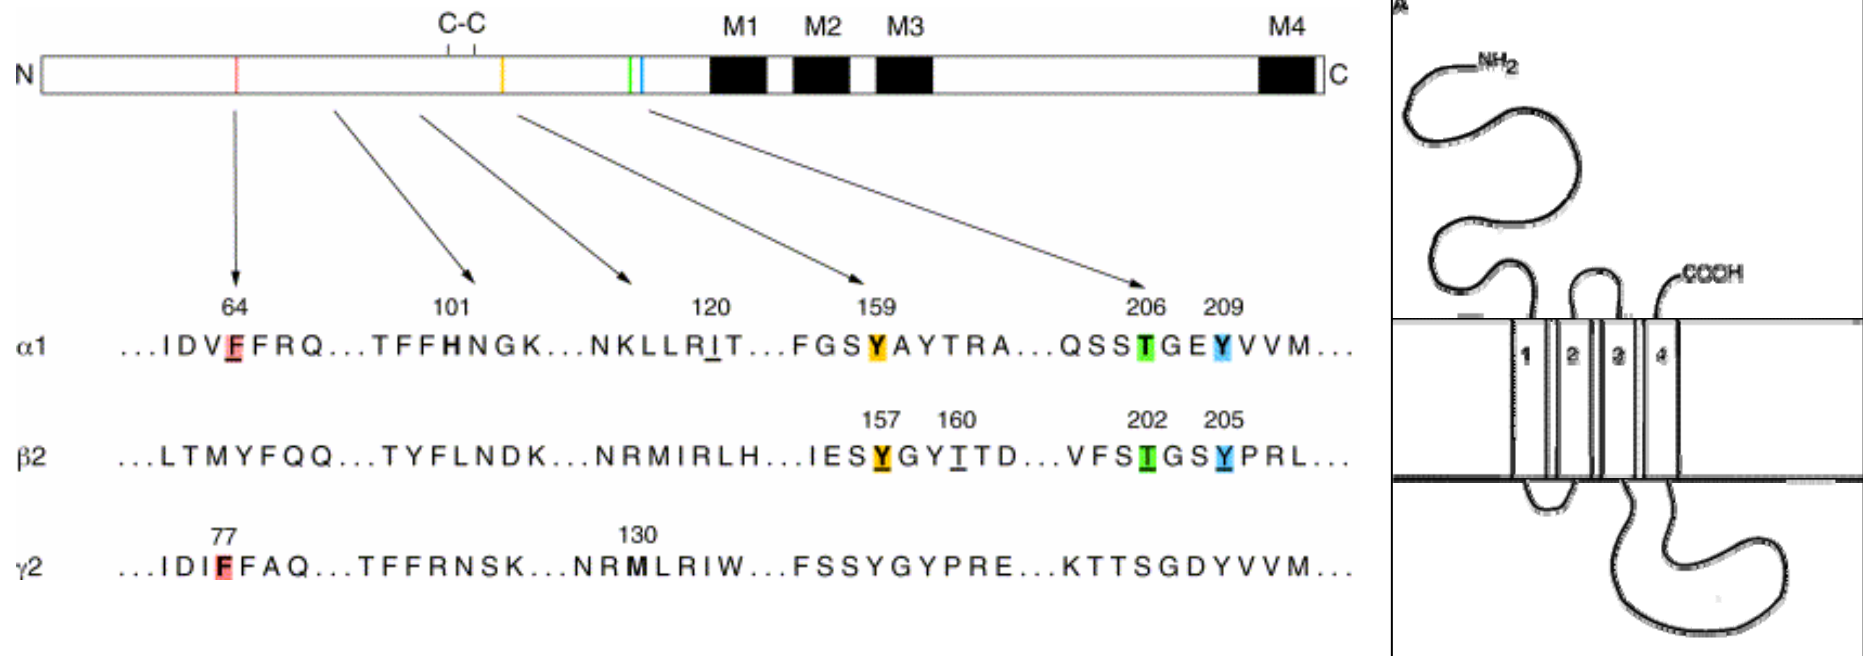 C-C
M1 M2 M3 M4
N C
64 101 120 159 206 209
α1 ...IDVFFRQ...TFFHNGK...NKLLRIT...FGSYAYTRA...QSSTGEYVVM...
157 160 202 205
β2 ...LTMYFQQ...TYFLNDK...NRMIRLH...IESYGYTTD...VFSTGSYPRL...
77 130
γ2 ...IDIFFAQ...TFFRNSK...NRMLRIW...FSSYGYPRE...KTTSGDYVVM...
A
NH2
COOH
1 2 3 4